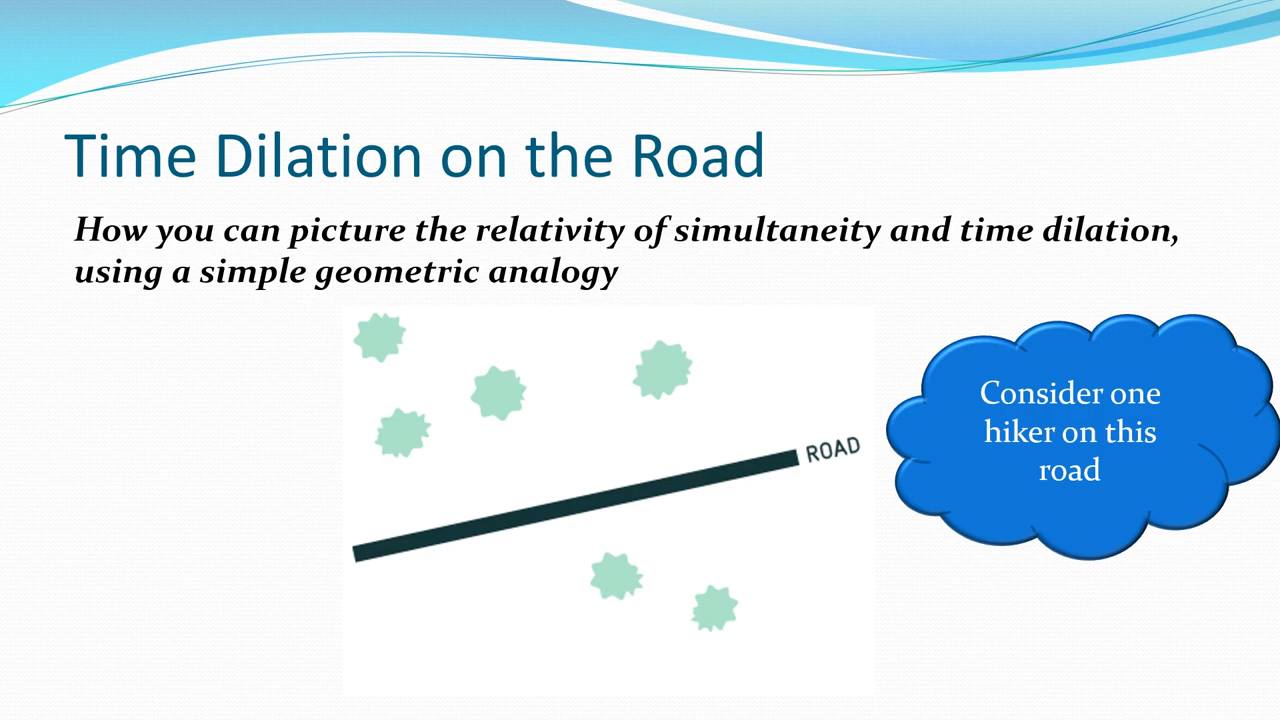 Time Dilation on the Road
How you can picture the relativity of simultaneity and time dilation,
using a simple geometric analogy
ROAD
Consider one
hiker on this
road